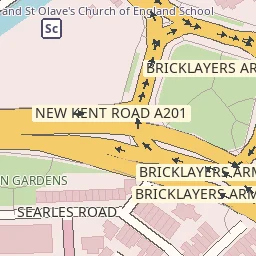 and St Olave's Church of England School
Sc
BRICKLAYERS AR
NEW KENT ROAD A201
BRICKLAYERS ARM
N GARDENS
BRICKLAYERS ARM
SEARLES ROAD